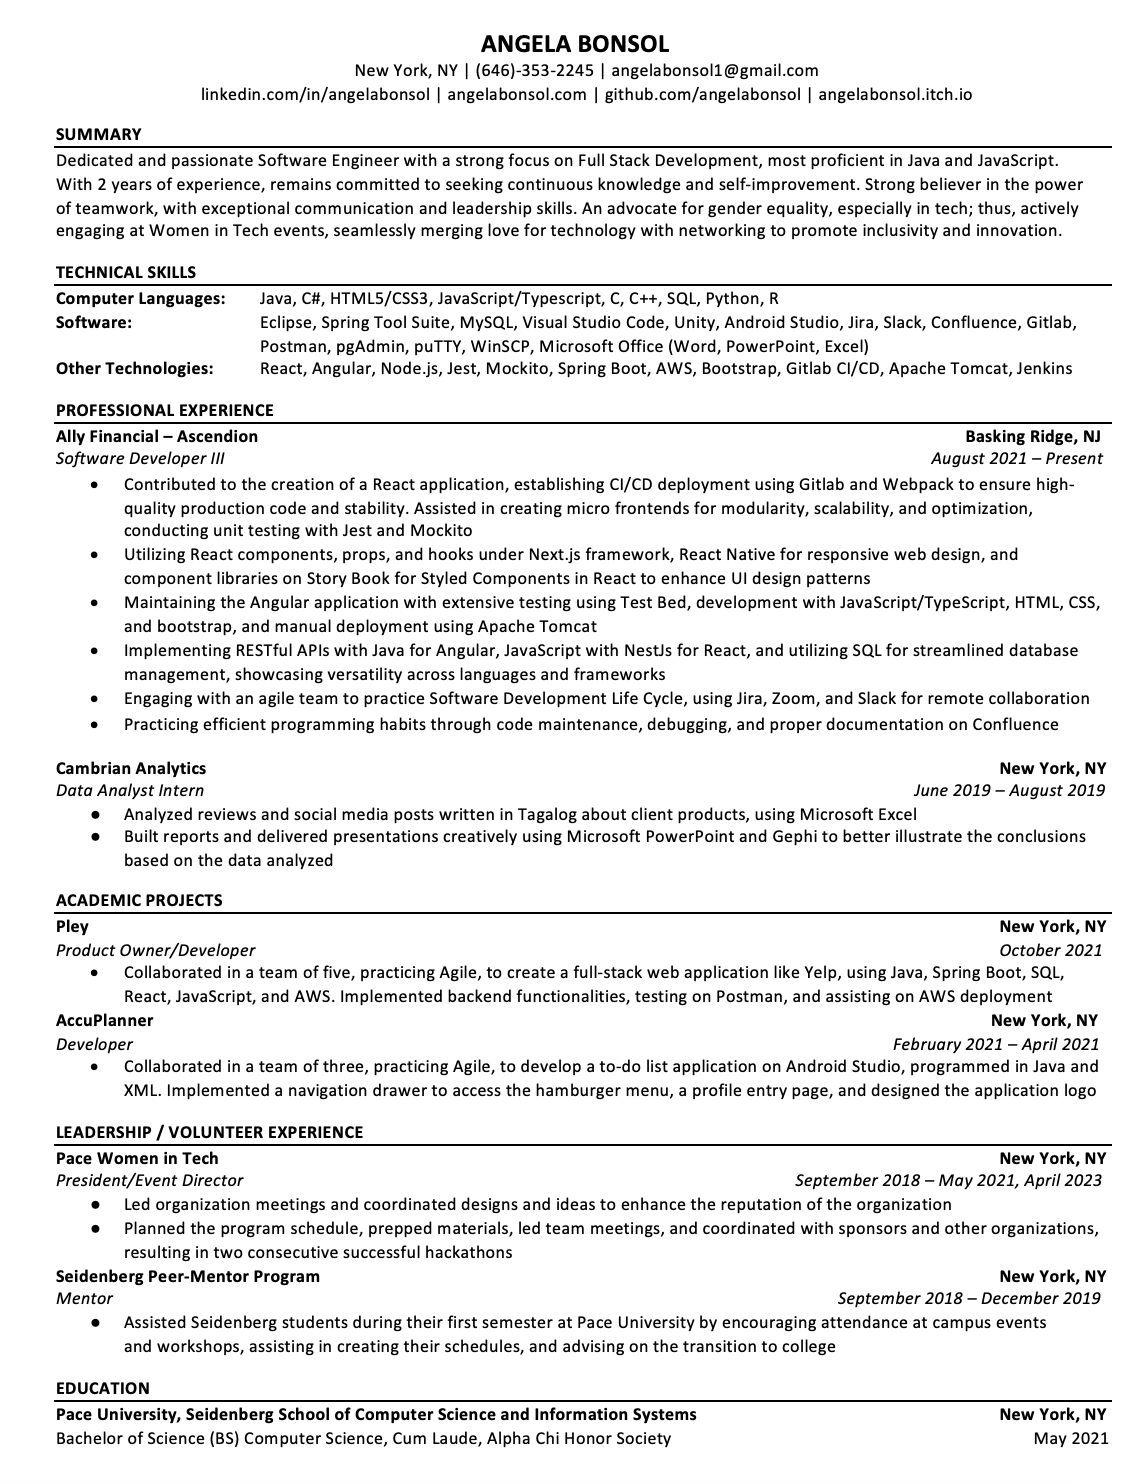 ANGELA BONSOL
New York, NY | (646)-353-2245 | angelabonsol1@gmail.com
linkedin.com/in/angelabonsol | angelabonsol.com | github.com/angelabonsol | angelabonsol.itch.io
SUMMARY
Dedicated and passionate Software Engineer with a strong focus on Full Stack Development, most proficient in Java and JavaScript.
With 2 years of experience, remains committed to seeking continuous knowledge and self-improvement. Strong believer in the power
of teamwork, with exceptional communication and leadership skills. An advocate for gender equality, especially in tech; thus, actively
engaging at Women in Tech events, seamlessly merging love for technology with networking to promote inclusivity and innovation.
TECHNICAL SKILLS
Computer Languages: Java, C#, HTML5/CSS3, JavaScript/Typescript, C, C++, SQL, Python, R
Software: Eclipse, Spring Tool Suite, MySQL, Visual Studio Code, Unity, Android Studio, Jira, Slack, Confluence, Gitlab,
Postman, pgAdmin, puTTY, WinSCP, Microsoft Office (Word, PowerPoint, Excel)
Other Technologies: React, Angular, Node.js, Jest, Mockito, Spring Boot, AWS, Bootstrap, Gitlab CI/CD, Apache Tomcat, Jenkins
PROFESSIONAL EXPERIENCE
Ally Financial – Ascendion Basking Ridge, NJ
Software Developer III August 2021 – Present
• Contributed to the creation of a React application, establishing CI/CD deployment using Gitlab and Webpack to ensure high-
quality production code and stability. Assisted in creating micro frontends for modularity, scalability, and optimization,
conducting unit testing with Jest and Mockito
• Utilizing React components, props, and hooks under Next.js framework, React Native for responsive web design, and
component libraries on Story Book for Styled Components in React to enhance UI design patterns
• Maintaining the Angular application with extensive testing using Test Bed, development with JavaScript/TypeScript, HTML, CSS,
and bootstrap, and manual deployment using Apache Tomcat
• Implementing RESTful APIs with Java for Angular, JavaScript with NestJs for React, and utilizing SQL for streamlined database
management, showcasing versatility across languages and frameworks
• Engaging with an agile team to practice Software Development Life Cycle, using Jira, Zoom, and Slack for remote collaboration
• Practicing efficient programming habits through code maintenance, debugging, and proper documentation on Confluence
Cambrian Analytics New York, NY
Data Analyst Intern June 2019 – August 2019
• Analyzed reviews and social media posts written in Tagalog about client products, using Microsoft Excel
• Built reports and delivered presentations creatively using Microsoft PowerPoint and Gephi to better illustrate the conclusions
based on the data analyzed
ACADEMIC PROJECTS
Pley New York, NY
Product Owner/Developer October 2021
• Collaborated in a team of five, practicing Agile, to create a full-stack web application like Yelp, using Java, Spring Boot, SQL,
React, JavaScript, and AWS. Implemented backend functionalities, testing on Postman, and assisting on AWS deployment
AccuPlanner New York, NY
Developer February 2021 – April 2021
• Collaborated in a team of three, practicing Agile, to develop a to-do list application on Android Studio, programmed in Java and
XML. Implemented a navigation drawer to access the hamburger menu, a profile entry page, and designed the application logo
LEADERSHIP / VOLUNTEER EXPERIENCE
Pace Women in Tech New York, NY
President/Event Director September 2018 – May 2021, April 2023
• Led organization meetings and coordinated designs and ideas to enhance the reputation of the organization
• Planned the program schedule, prepped materials, led team meetings, and coordinated with sponsors and other organizations,
resulting in two consecutive successful hackathons
Seidenberg Peer-Mentor Program New York, NY
Mentor September 2018 – December 2019
• Assisted Seidenberg students during their first semester at Pace University by encouraging attendance at campus events
and workshops, assisting in creating their schedules, and advising on the transition to college
EDUCATION
Pace University, Seidenberg School of Computer Science and Information Systems New York, NY
Bachelor of Science (BS) Computer Science, Cum Laude, Alpha Chi Honor Society May 2021